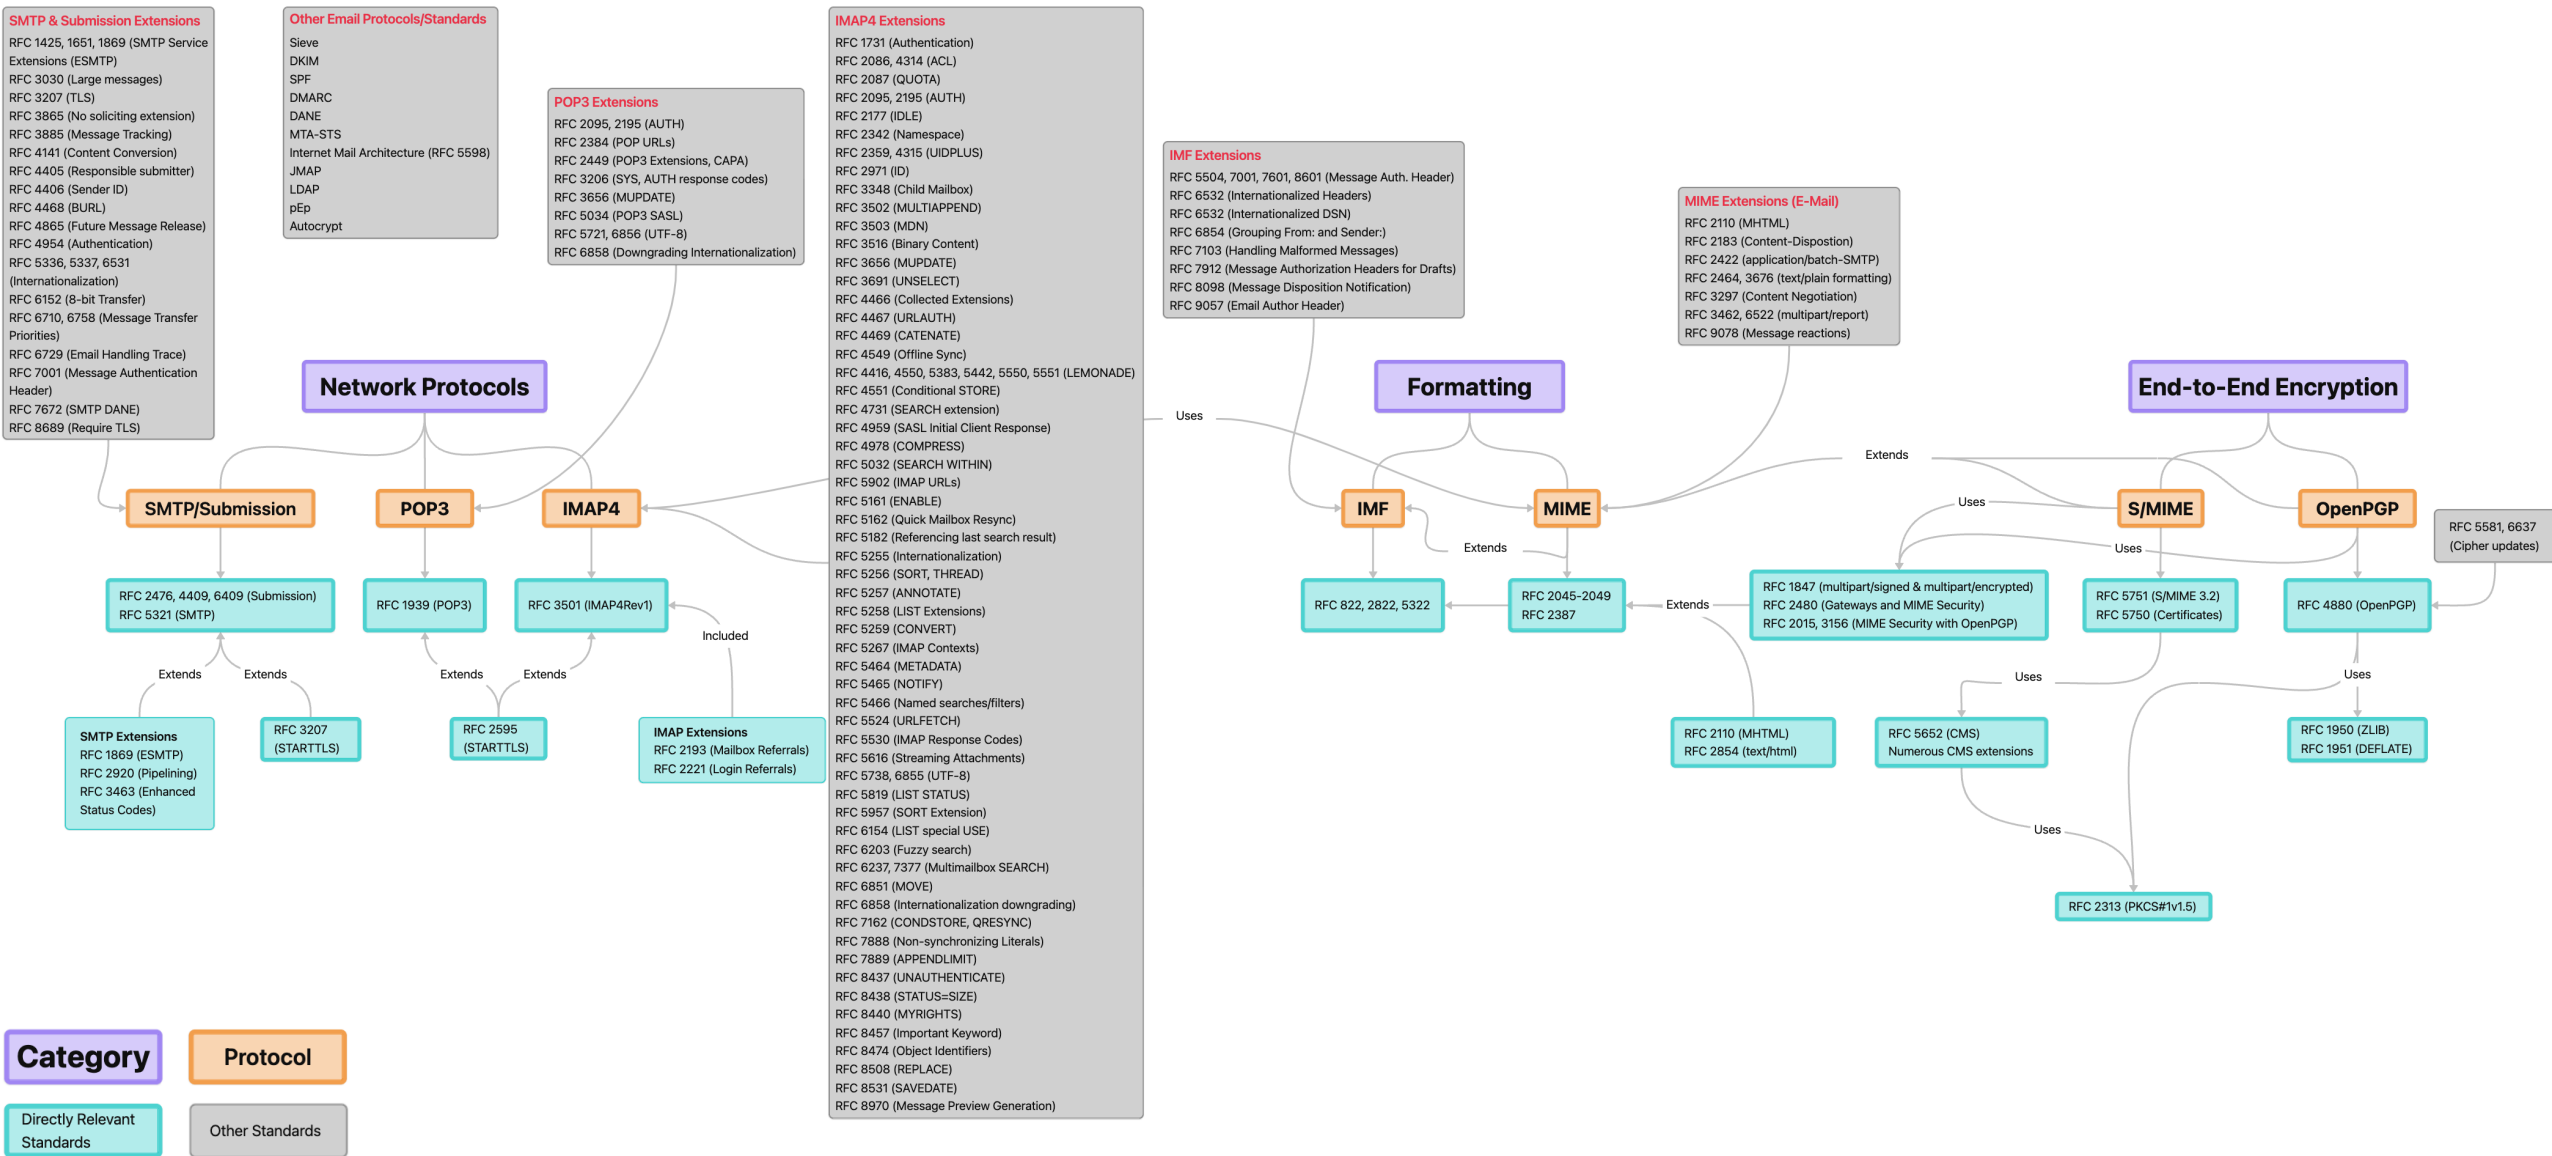 SMTP & Submission Extensions
RFC 1425, 1651, 1869 (SMTP Service
Extensions (ESMTP)
RFC 3030 (Large messages)
RFC 3207 (TLS)
RFC 3865 (No soliciting extension)
RFC 3885 (Message Tracking)
RFC 4141 (Content Conversion)
RFC 4405 (Responsible submitter)
RFC 4406 (Sender ID)
RFC 4468 (BURL)
RFC 4865 (Future Message Release)
RFC 4954 (Authentication)
RFC 5336, 5337, 6531
(Internationalization)
RFC 6152 (8-bit Transfer)
RFC 6710, 6758 (Message Transfer
Priorities)
RFC 6729 (Email Handling Trace)
RFC 7001 (Message Authentication
Header)
RFC 7672 (SMTP DANE)
RFC 8689 (Require TLS)
Other Email Protocols/Standards
Sieve
DKIM
SPF
DMARC
DANE
MTA-STS
Internet Mail Architecture (RFC 5598)
JMAP
LDAP
pEp
Autocrypt
POP3 Extensions
RFC 2095, 2195 (AUTH)
RFC 2384 (POP URLs)
RFC 2449 (POP3 Extensions, CAPA)
RFC 3206 (SYS, AUTH response codes)
RFC 3656 (MUPDATE)
RFC 5034 (POP3 SASL)
RFC 5721, 6856 (UTF-8)
RFC 6858 (Downgrading Internationalization)
IMAP4 Extensions
RFC 1731 (Authentication)
RFC 2086, 4314 (ACL)
RFC 2087 (QUOTA)
RFC 2095, 2195 (AUTH)
RFC 2177 (IDLE)
RFC 2342 (Namespace)
RFC 2359, 4315 (UIDPLUS)
RFC 2971 (ID)
RFC 3348 (Child Mailbox)
RFC 3502 (MULTIAPPEND)
RFC 3503 (MDN)
RFC 3516 (Binary Content)
RFC 3656 (MUPDATE)
RFC 3691 (UNSELECT)
RFC 4466 (Collected Extensions)
RFC 4467 (URLAUTH)
RFC 4469 (CATENATE)
RFC 4549 (Offline Sync)
RFC 4416, 4550, 5383, 5442, 5550, 5551 (LEMONADE)
RFC 4551 (Conditional STORE)
RFC 4731 (SEARCH extension)
RFC 4959 (SASL Initial Client Response)
RFC 4978 (COMPRESS)
RFC 5032 (SEARCH WITHIN)
RFC 5902 (IMAP URLs)
RFC 5161 (ENABLE)
RFC 5162 (Quick Mailbox Resync)
RFC 5182 (Referencing last search result)
RFC 5255 (Internationalization)
RFC 5256 (SORT, THREAD)
RFC 5257 (ANNOTATE)
RFC 5258 (LIST Extensions)
RFC 5259 (CONVERT)
RFC 5267 (IMAP Contexts)
RFC 5464 (METADATA)
RFC 5465 (NOTIFY)
RFC 5466 (Named searches/filters)
RFC 5524 (URLFETCH)
RFC 5530 (IMAP Response Codes)
RFC 5616 (Streaming Attachments)
RFC 5738, 6855 (UTF-8)
RFC 5819 (LIST STATUS)
RFC 5957 (SORT Extension)
RFC 6154 (LIST special USE)
RFC 6203 (Fuzzy search)
RFC 6237, 7377 (Multimailbox SEARCH)
RFC 6851 (MOVE)
RFC 6858 (Internationalization downgrading)
RFC 7162 (CONDSTORE, QRESYNC)
RFC 7888 (Non-synchronizing Literals)
RFC 7889 (APPENDLIMIT)
RFC 8437 (UNAUTHENTICATE)
RFC 8438 (STATUS=SIZE)
RFC 8440 (MYRIGHTS)
RFC 8457 (Important Keyword)
RFC 8474 (Object Identifiers)
RFC 8508 (REPLACE)
RFC 8531 (SAVEDATE)
RFC 8970 (Message Preview Generation)
IMF Extensions
RFC 5504, 7001, 7601, 8601 (Message Auth. Header)
RFC 6532 (Internationalized Headers)
RFC 6532 (Internationalized DSN)
RFC 6854 (Grouping From: and Sender:)
RFC 7103 (Handling Malformed Messages)
RFC 7912 (Message Authorization Headers for Drafts)
RFC 8098 (Message Disposition Notification)
RFC 9057 (Email Author Header)
MIME Extensions (E-Mail)
RFC 2110 (MHTML)
RFC 2183 (Content-Dispostion)
RFC 2422 (application/batch-SMTP)
RFC 2464, 3676 (text/plain formatting)
RFC 3297 (Content Negotiation)
RFC 3462, 6522 (multipart/report)
RFC 9078 (Message reactions)
Network Protocols
Formatting
End-to-End Encryption
Uses
Extends
SMTP/Submission
POP3
IMAP4
IMF
MIME
Uses
S/MIME
OpenPGP
RFC 5581, 6637
(Cipher updates)
Extends
Uses
RFC 2476, 4409, 6409 (Submission)
RFC 5321 (SMTP)
RFC 1939 (POP3)
RFC 3501 (IMAP4Rev1)
RFC 822, 2822, 5322
RFC 2045-2049
RFC 2387
Extends
RFC 1847 (multipart/signed & multipart/encrypted)
RFC 2480 (Gateways and MIME Security)
RFC 2015, 3156 (MIME Security with OpenPGP)
RFC 5751 (S/MIME 3.2)
RFC 5750 (Certificates)
RFC 4880 (OpenPGP)
Included
Extends
Extends
Extends
Extends
Uses
Uses
SMTP Extensions
RFC 1869 (ESMTP)
RFC 2920 (Pipelining)
RFC 3463 (Enhanced
Status Codes)
RFC 3207
(STARTTLS)
RFC 2595
(STARTTLS)
IMAP Extensions
RFC 2193 (Mailbox Referrals)
RFC 2221 (Login Referrals)
RFC 2110 (MHTML)
RFC 2854 (text/html)
RFC 5652 (CMS)
Numerous CMS extensions
RFC 1950 (ZLIB)
RFC 1951 (DEFLATE)
Uses
RFC 2313 (PKCS#1v1.5)
Category
Protocol
Directly Relevant
Standards
Other Standards